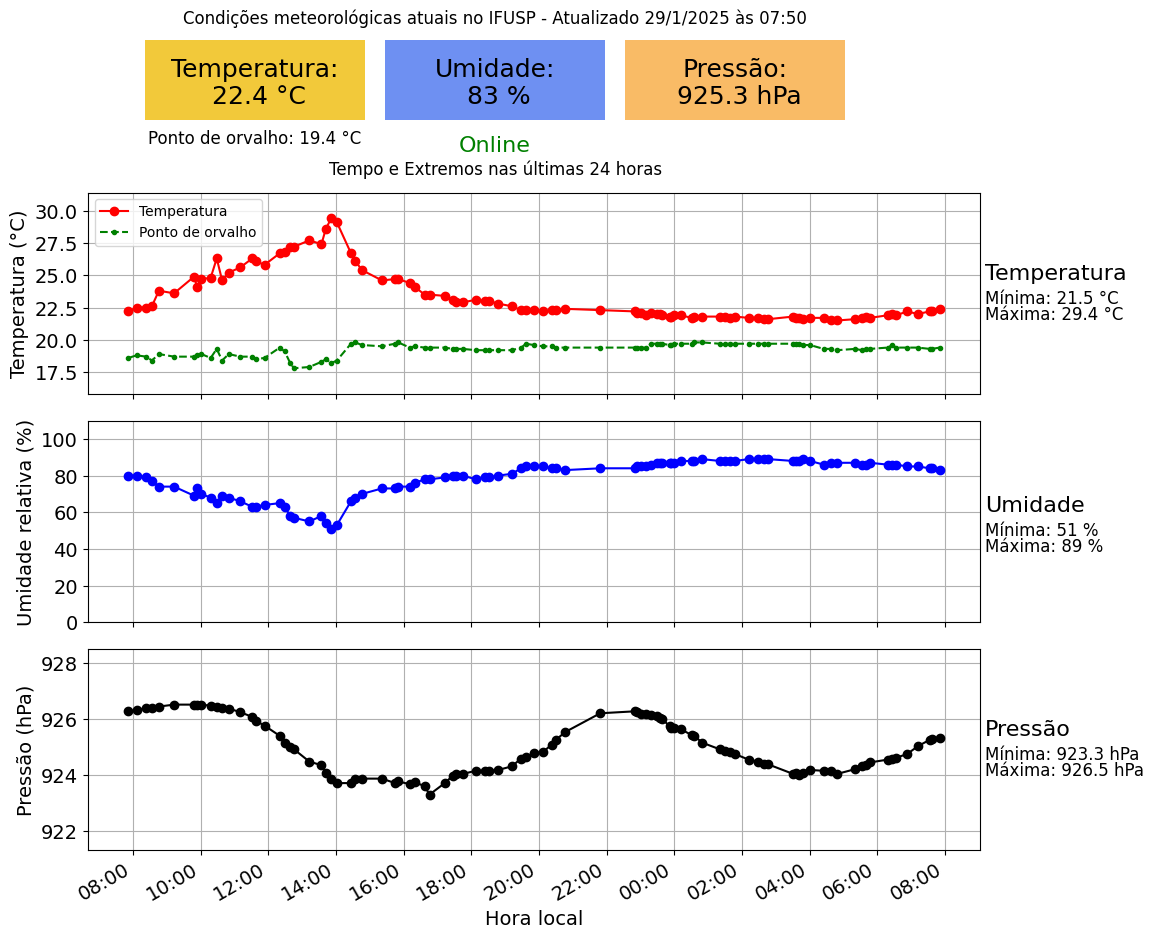 Condições meteorológicas atuais no IFUSP - Atualizado 29/1/2025 às 07:50
Temperatura:
22.4 °C
Umidade:
83 %
Pressão:
925.3 hPa
Ponto de orvalho: 19.4 °C
Online
Tempo e Extremos nas últimas 24 horas
Temperatura (°C)
30.0
27.5
25.0
22.5
20.0
17.5
Temperatura
Ponto de orvalho
Temperatura
Mínima: 21.5 °C
Máxima: 29.4 °C
Umidade relativa (%)
100
80
60
40
20
0
Umidade
Mínima: 51 %
Máxima: 89 %
Pressão (hPa)
928
926
924
922
Pressão
Mínima: 923.3 hPa
Máxima: 926.5 hPa
08:00 10:00 12:00 14:00 16:00 18:00 20:00 22:00 00:00 02:00 04:00 06:00 08:00
Hora local